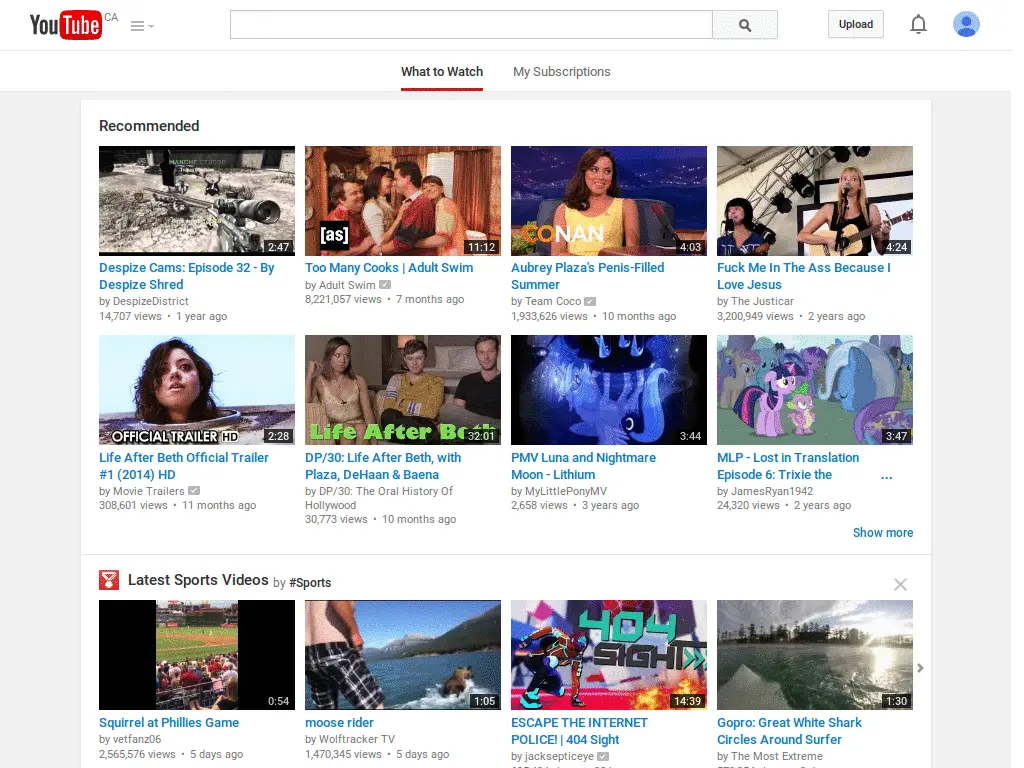 YouTube CA
Upload
What to Watch
My Subscriptions
Recommended
2:47
[as]
11:12
CONAN
4:03
4:24
Despize Cams: Episode 32 - By
Despize Shred
by DespizeDistrict
14,707 views • 1 year ago
Too Many Cooks | Adult Swim
by Adult Swim
8,221,057 views • 7 months ago
Aubrey Plaza's Penis-Filled
Summer
by Team Coco
1,933,626 views • 10 months ago
Fuck Me In The Ass Because I
Love Jesus
by The Justicar
3,200,949 views • 2 years ago
OFFICIAL TRAILER HD
2:28
Life After Beth
32:01
3:44
3:47
Life After Beth Official Trailer
#1 (2014) HD
by Movie Trailers
308,601 views • 11 months ago
DP/30: Life After Beth, with
Plaza, DeHaan & Baena
by DP/30: The Oral History Of
Hollywood
30,773 views • 10 months ago
PMV Luna and Nightmare
Moon - Lithium
by MyLittlePonyMV
2,658 views • 3 years ago
MLP - Lost in Translation
Episode 6: Trixie the ...
by JamesRyan1942
24,320 views • 2 years ago
Show more
Latest Sports Videos by #Sports
0:54
1:05
404
SIGHT
14:39
1:30
Squirrel at Phillies Game
by vetfanz06
2,565,576 views • 5 days ago
moose rider
by Wolftracker TV
1,470,345 views • 5 days ago
ESCAPE THE INTERNET
POLICE! | 404 Sight
by jacksepticeye
Gopro: Great White Shark
Circles Around Surfer
by The Most Extreme